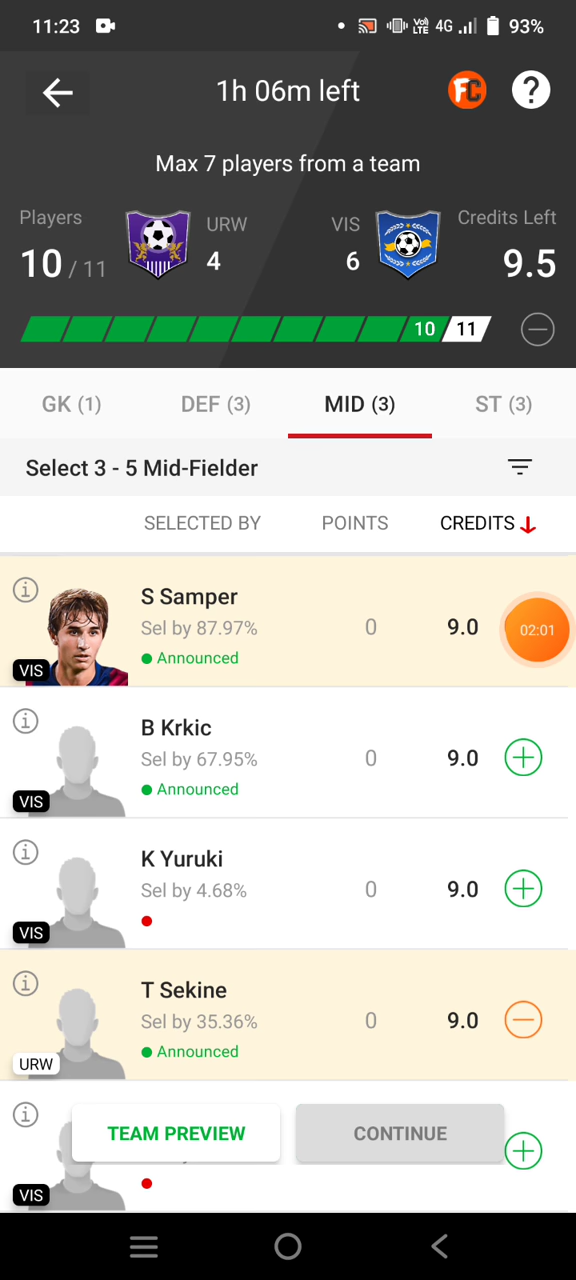 11:23 VoD LTE 4G 93%
1h 06m left FC ?
Max 7 players from a team
Players URW VIS Credits Left
10 / 11 4 6 9.5
10 11
GK (1) DEF (3) MID (3) ST (3)
Select 3 - 5 Mid-Fielder
SELECTED BY POINTS CREDITS
S Samper
Sel by 87.97% 0 9.0 02:01
Announced
VIS
B Krkic
Sel by 67.95% 0 9.0
Announced
VIS
K Yuruki
Sel by 4.68% 0 9.0
VIS
T Sekine
Sel by 35.36% 0 9.0
Announced
URW
TEAM PREVIEW CONTINUE
VIS